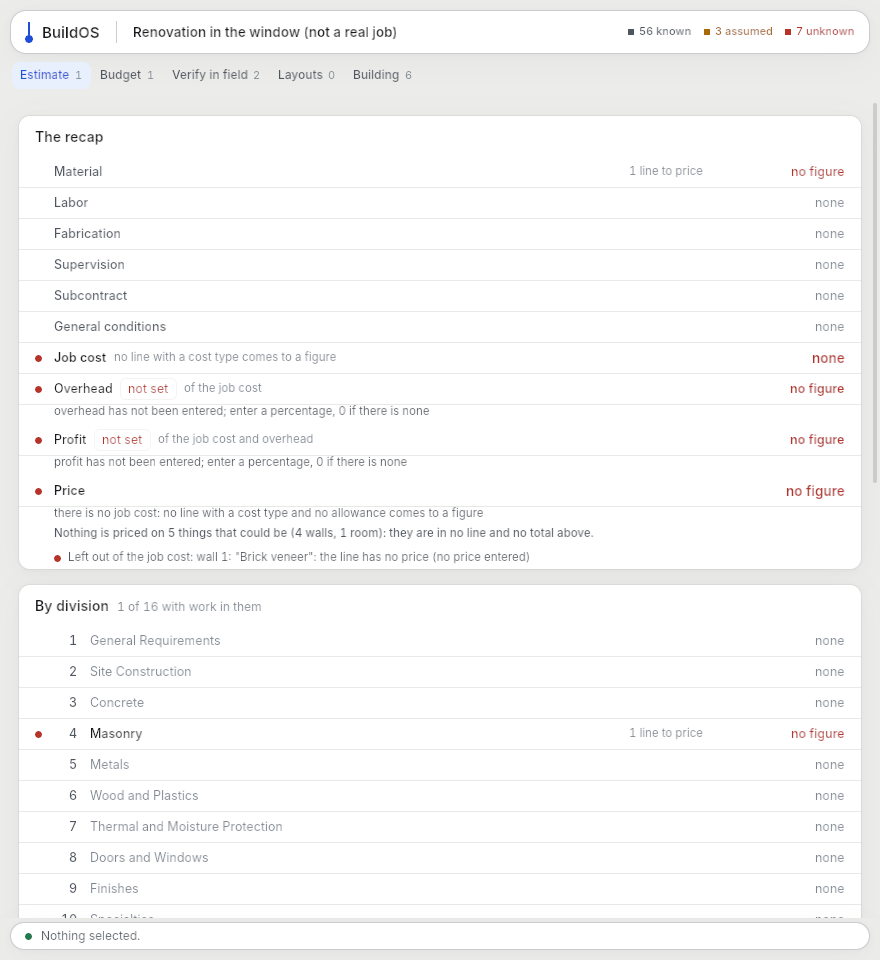 BuildOS Renovation in the window (not a real job) 56 known 3 assumed 7 unknown
Estimate 1 Budget 1 Verify in field 2 Layouts 0 Building 6
The recap
Material 1 line to price no figure
Labor none
Fabrication none
Supervision none
Subcontract none
General conditions none
Job cost no line with a cost type comes to a figure none
Overhead not set of the job cost no figure
overhead has not been entered; enter a percentage, 0 if there is none
Profit not set of the job cost and overhead no figure
profit has not been entered; enter a percentage, 0 if there is none
Price no figure
there is no job cost: no line with a cost type and no allowance comes to a figure
Nothing is priced on 5 things that could be (4 walls, 1 room): they are in no line and no total above.
Left out of the job cost: wall 1: "Brick veneer": the line has no price (no price entered)
By division 1 of 16 with work in them
1 General Requirements none
2 Site Construction none
3 Concrete none
4 Masonry 1 line to price no figure
5 Metals none
6 Wood and Plastics none
7 Thermal and Moisture Protection none
8 Doors and Windows none
9 Finishes none
10 Specialties none
Nothing selected.